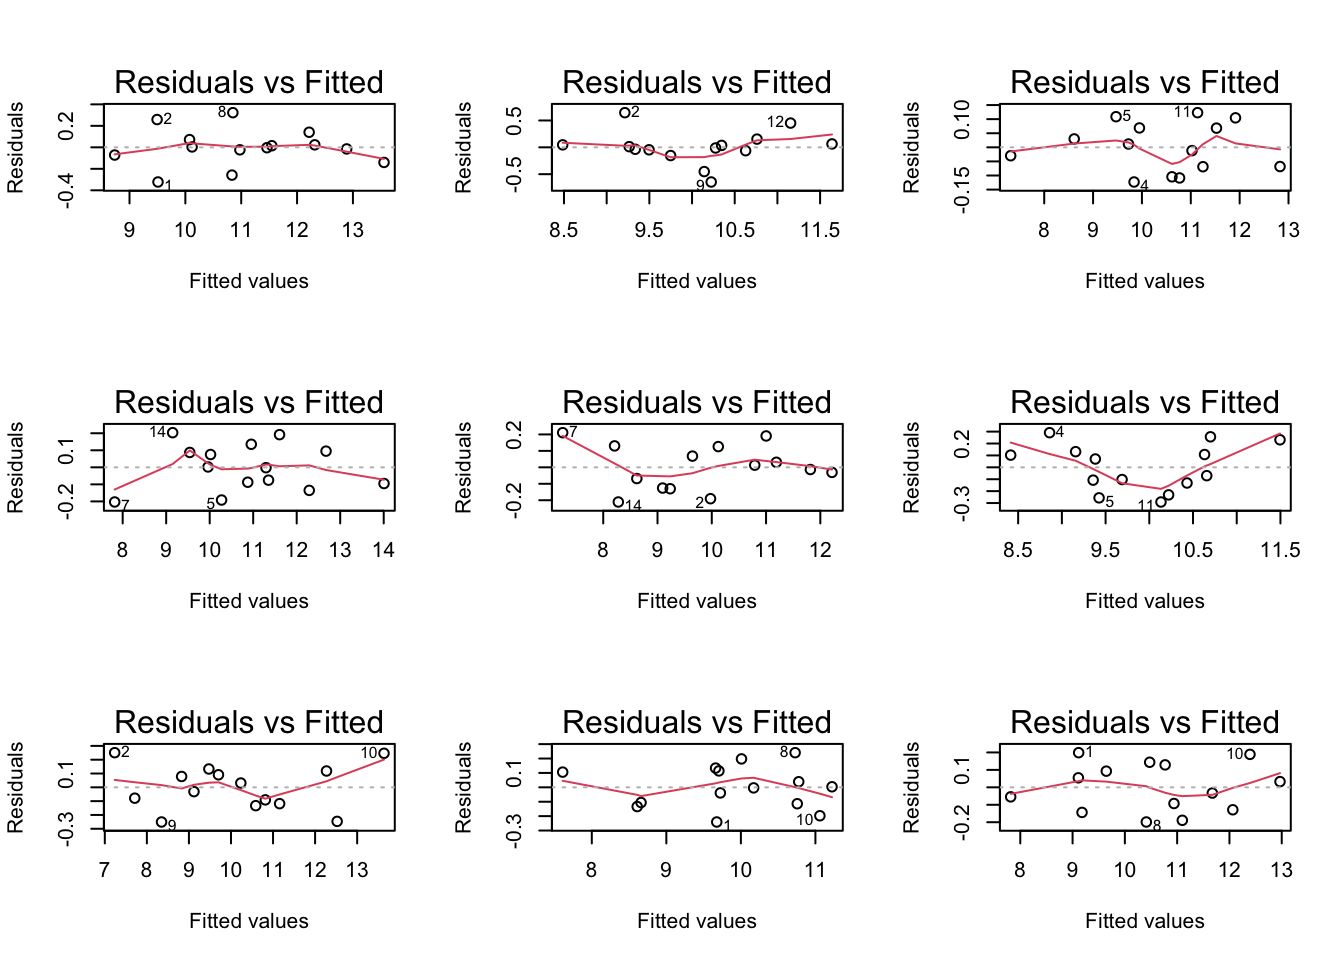 Residuals vs Fitted
Residuals
0.2
-0.4
2
8
1
9 10 11 12 13
Fitted values
Residuals vs Fitted
Residuals
0.5
-0.5
2
12
9
8.5 9.5 10.5 11.5
Fitted values
Residuals vs Fitted
Residuals
0.10
-0.15
5
11
4
8 9 10 11 12 13
Fitted values
Residuals vs Fitted
Residuals
0.1
-0.2
14
7
5
8 9 10 11 12 13 14
Fitted values
Residuals vs Fitted
Residuals
0.2
-0.2
7
14
2
8 9 10 11 12
Fitted values
Residuals vs Fitted
Residuals
0.2
-0.3
4
5
11
8.5 9.5 10.5 11.5
Fitted values
Residuals vs Fitted
Residuals
0.1
-0.3
2
10
9
7 8 9 10 11 12 13
Fitted values
Residuals vs Fitted
Residuals
0.1
-0.3
8
1
10
8 9 10 11
Fitted values
Residuals vs Fitted
Residuals
0.1
-0.2
1
10
8
8 9 10 11 12 13
Fitted values